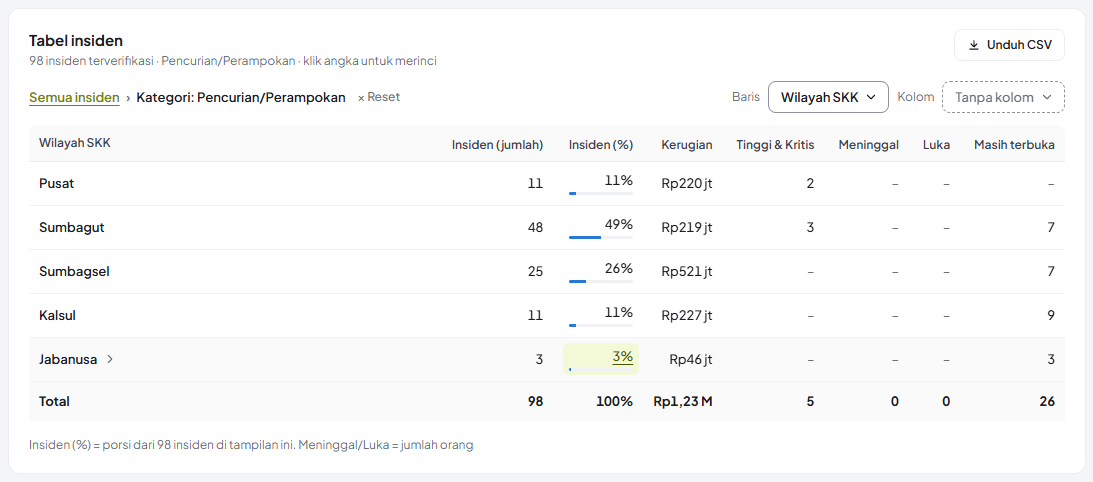 Tabel insiden
98 insiden terverifikasi · Pencurian/Perampokan · klik angka untuk merinci
Unduh CSV
Semua insiden › Kategori: Pencurian/Perampokan × Reset
Baris Wilayah SKK Kolom Tanpa kolom
Wilayah SKK Insiden (jumlah) Insiden (%) Kerugian Tinggi & Kritis Meninggal Luka Masih terbuka
Pusat 11 11% Rp220 jt 2 – – –
Sumbagut 48 49% Rp219 jt 3 – – 7
Sumbagsel 25 26% Rp521 jt – – – 7
Kalsul 11 11% Rp227 jt – – – 9
Jabanusa › 3 3% Rp46 jt – – – 3
Total 98 100% Rp1,23 M 5 0 0 26
Insiden (%) = porsi dari 98 insiden di tampilan ini. Meninggal/Luka = jumlah orang